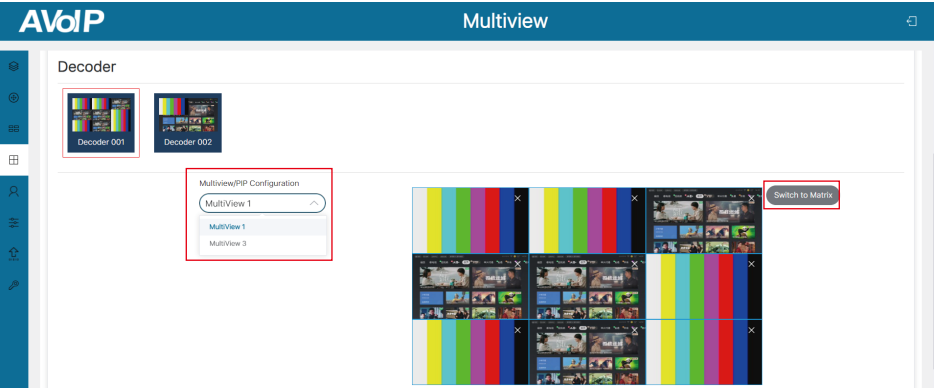 AVoIP
Multiview
Decoder
Decoder 001
Decoder 002
Multiview/PIP Configuration
MultiView 1
MultiView 1
MultiView 3
Switch to Matrix